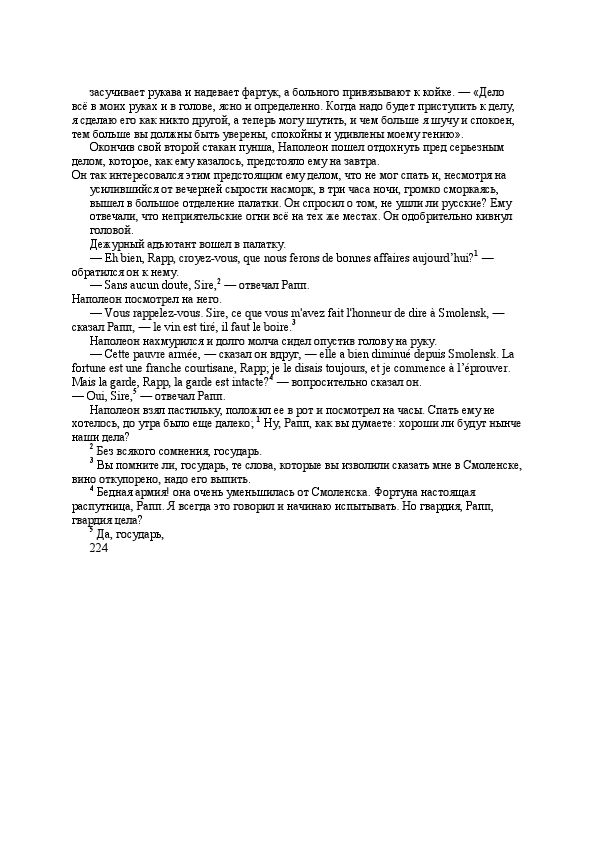 засучивает рукава и надевает фартук, а больного привязывают к койке. — «Дело
всё в моих руках и в голове, ясно и определенно. Когда надо будет приступить к делу,
я сделаю его как никто другой, а теперь могу шутить, и чем больше я шучу и спокоен,
тем больше вы должны быть уверены, спокойны и удивлены моему гению».
Окончив свой второй стакан пунша, Наполеон пошел отдохнуть пред серьезным
делом, которое, как ему казалось, предстояло ему на завтра.
Он так интересовался этим предстоящим ему делом, что не мог спать и, несмотря на
усилившийся от вечерней сырости насморк, в три часа ночи, громко сморкаясь,
вышел в большое отделение палатки. Он спросил о том, не ушли ли русские? Ему
отвечали, что неприятельские огни всё на тех же местах. Он одобрительно кивнул
головой.
Дежурный адъютант вошел в палатку.
— Eh bien, Rapp, croyez-vous, que nous ferons de bonnes affaires aujourd'hui?¹ —
обратился он к нему.
— Sans aucun doute, Sire,² — отвечал Рапп.
Наполеон посмотрел на него.
— Vous rappelez-vous. Sire, ce que vous m'avez fait l'honneur de dire à Smolensk, —
сказал Рапп, — le vin est tiré, il faut le boire.³
Наполеон нахмурился и долго молча сидел опустив голову на руку.
— Cette pauvre armée, — сказал он вдруг, — elle a bien diminué depuis Smolensk. La
fortune est une franche courtisane, Rapp; je le disais toujours, et je commence à l’éprouver.
Mais la garde, Rapp, la garde est intacte?⁴ — вопросительно сказал он.
— Oui, Sire,⁵ — отвечал Рапп.
Наполеон взял пастильку, положил ее в рот и посмотрел на часы. Спать ему не
хотелось, до утра было еще далеко; ¹ Ну, Рапп, как вы думаете: хороши ли будут нынче
наши дела?
² Без всякого сомнения, государь.
³ Вы помните ли, государь, те слова, которые вы изволили сказать мне в Смоленске,
вино откупорено, надо его выпить.
⁴ Бедная армия! она очень уменьшилась от Смоленска. Фортуна настоящая
распутница, Рапп. Я всегда это говорил и начинаю испытывать. Но гвардия, Рапп,
гвардия цела?
⁵ Да, государь,
224